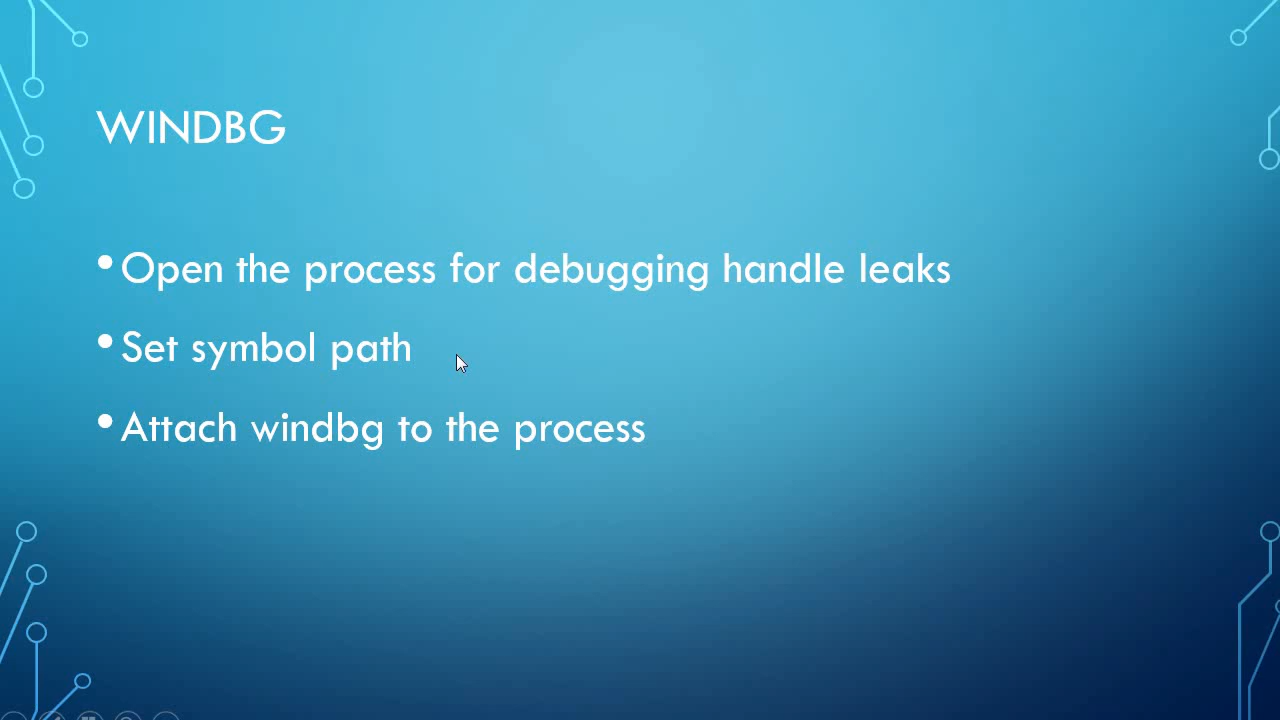 WINDBG
• Open the process for debugging handle leaks
• Set symbol path
• Attach windbg to the process